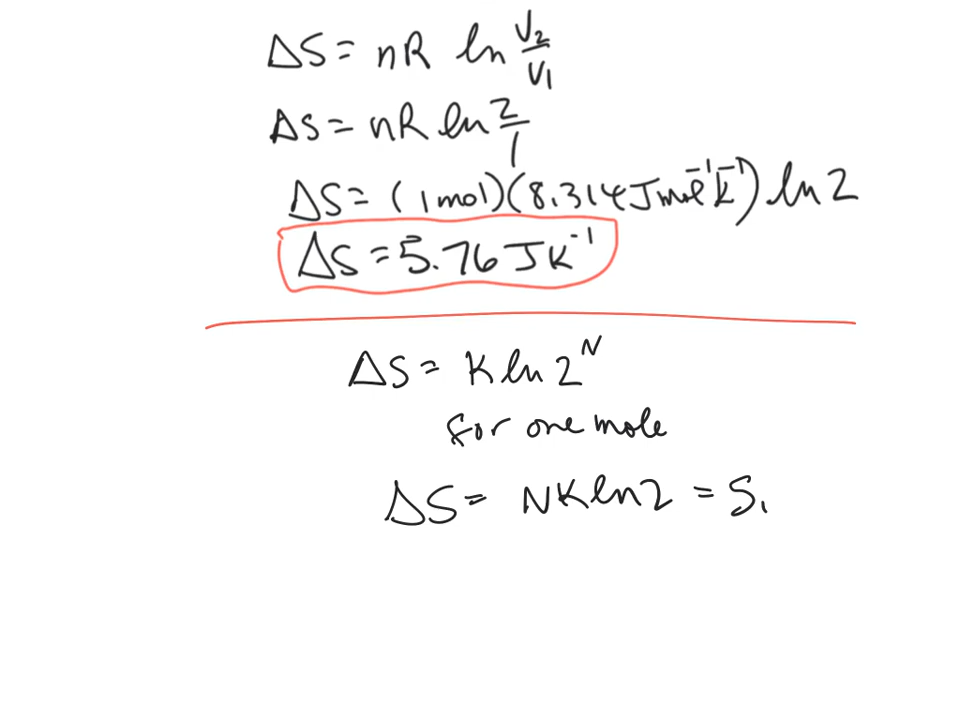 ΔS = nR ln V₂/V₁
ΔS = nR ln 2/1
ΔS = (1 mol)(8.314 J mol⁻¹ K⁻¹) ln 2
ΔS = 5.76 J K⁻¹
ΔS = K ln 2ᴺ
for one mole
ΔS = NK ln 2 = 5.